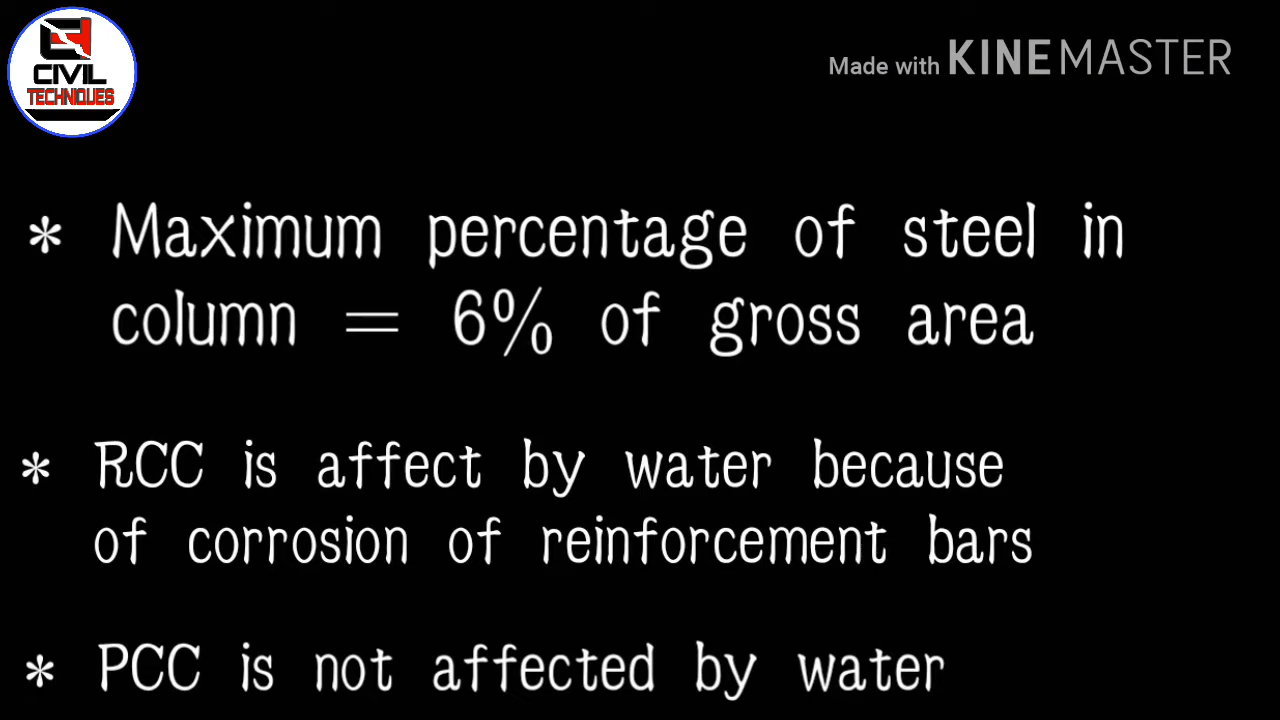 CIVIL
TECHNIQUES
Made with KINEMASTER
* Maximum percentage of steel in
column = 6% of gross area
* RCC is affect by water because
of corrosion of reinforcement bars
* PCC is not affected by water